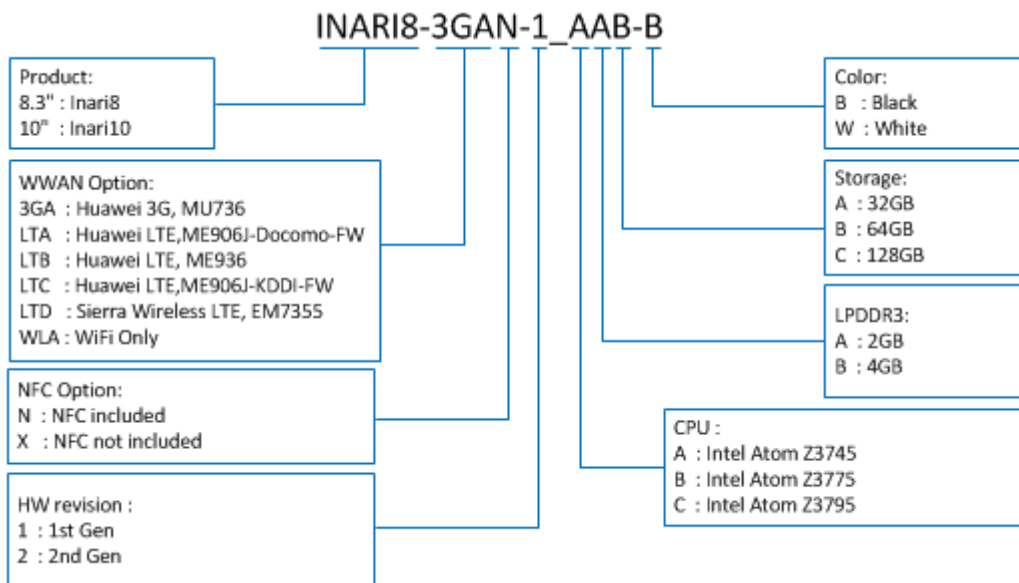 INARI8-3GAN-1_AAB-B
Product:
8.3" : Inari8
10" : Inari10
WWAN Option:
3GA : Huawei 3G, MU736
LTA : Huawei LTE,ME906J-Docomo-FW
LTB : Huawei LTE, ME936
LTC : Huawei LTE,ME906J-KDDI-FW
LTD : Sierra Wireless LTE, EM7355
WLA : WiFi Only
NFC Option:
N : NFC included
X : NFC not included
HW revision :
1 : 1st Gen
2 : 2nd Gen
Color:
B : Black
W : White
Storage:
A : 32GB
B : 64GB
C : 128GB
LPDDR3:
A : 2GB
B : 4GB
CPU :
A : Intel Atom Z3745
B : Intel Atom Z3775
C : Intel Atom Z3795